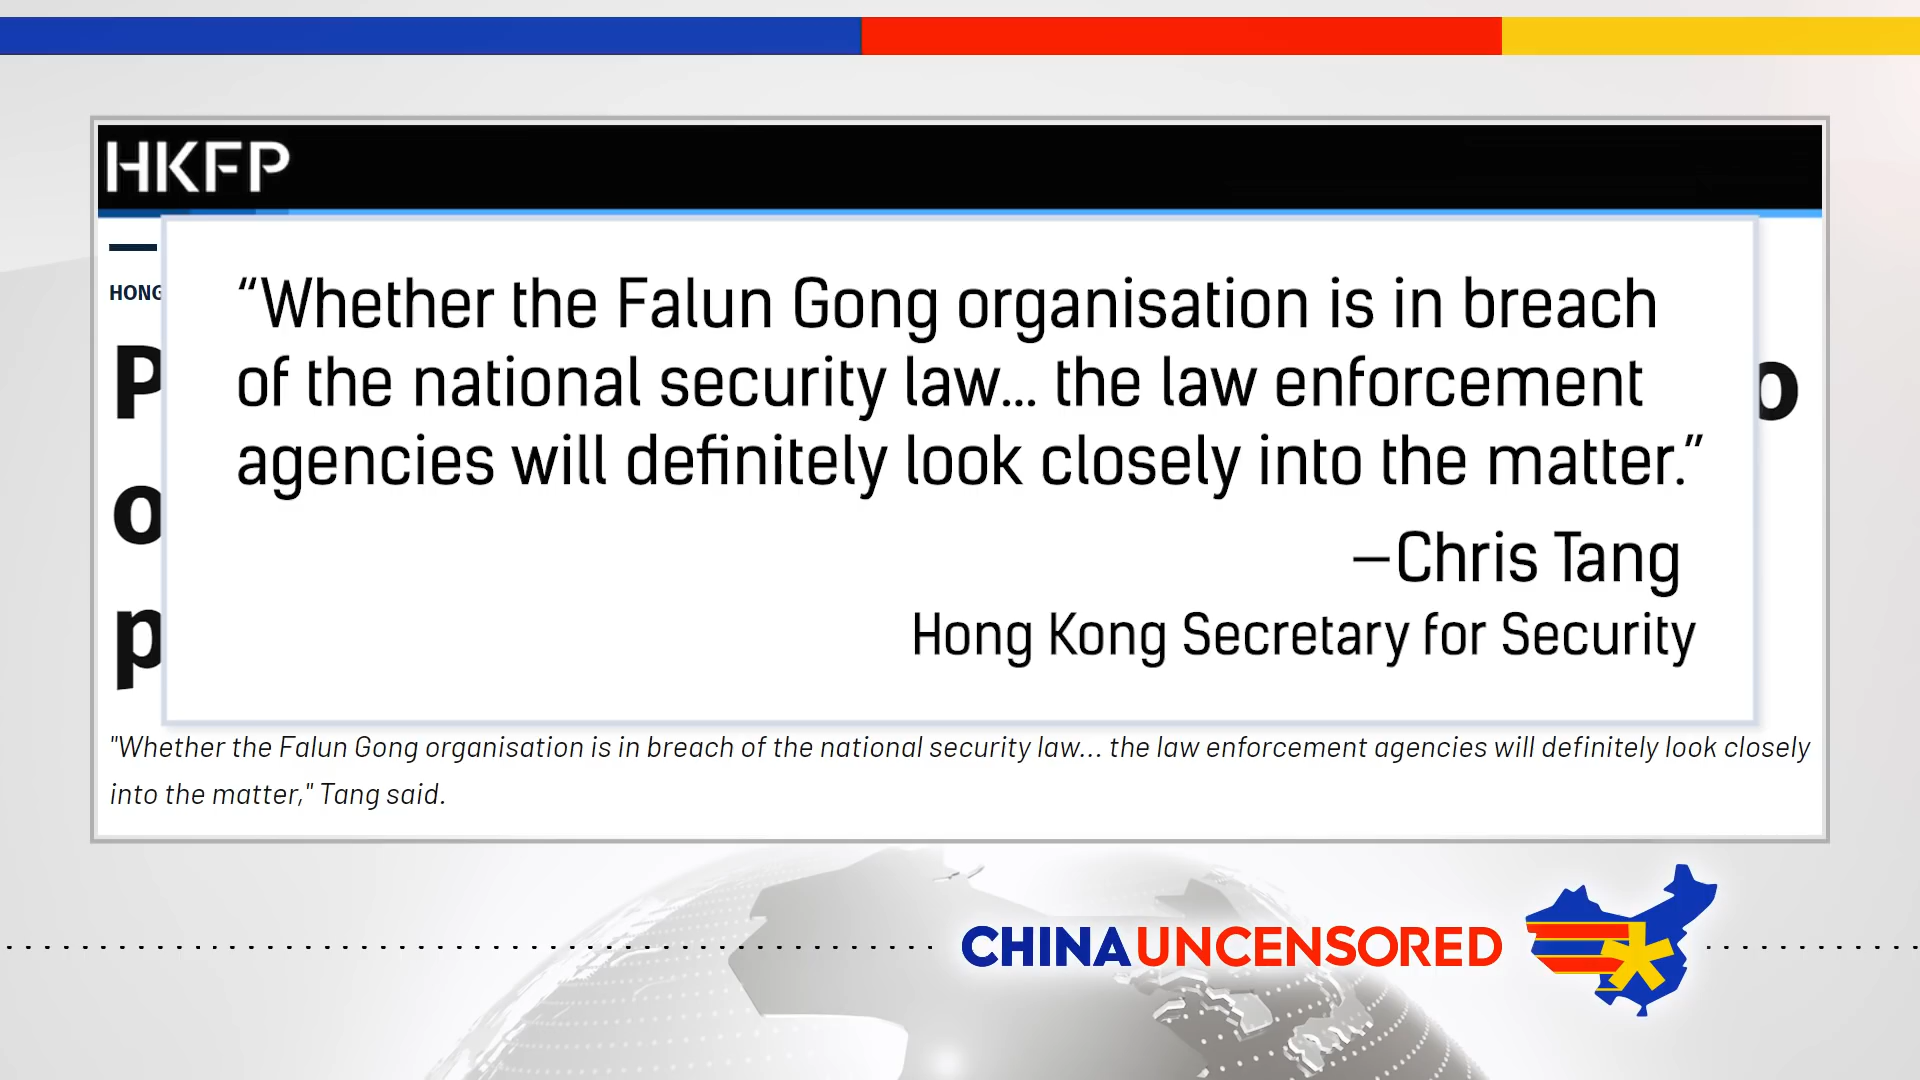 HKFP
HONG
“Whether the Falun Gong organisation is in breach
of the national security law... the law enforcement
agencies will definitely look closely into the matter.”
–Chris Tang
Hong Kong Secretary for Security
"Whether the Falun Gong organisation is in breach of the national security law... the law enforcement agencies will definitely look closely
into the matter," Tang said.
CHINA UNCENSORED